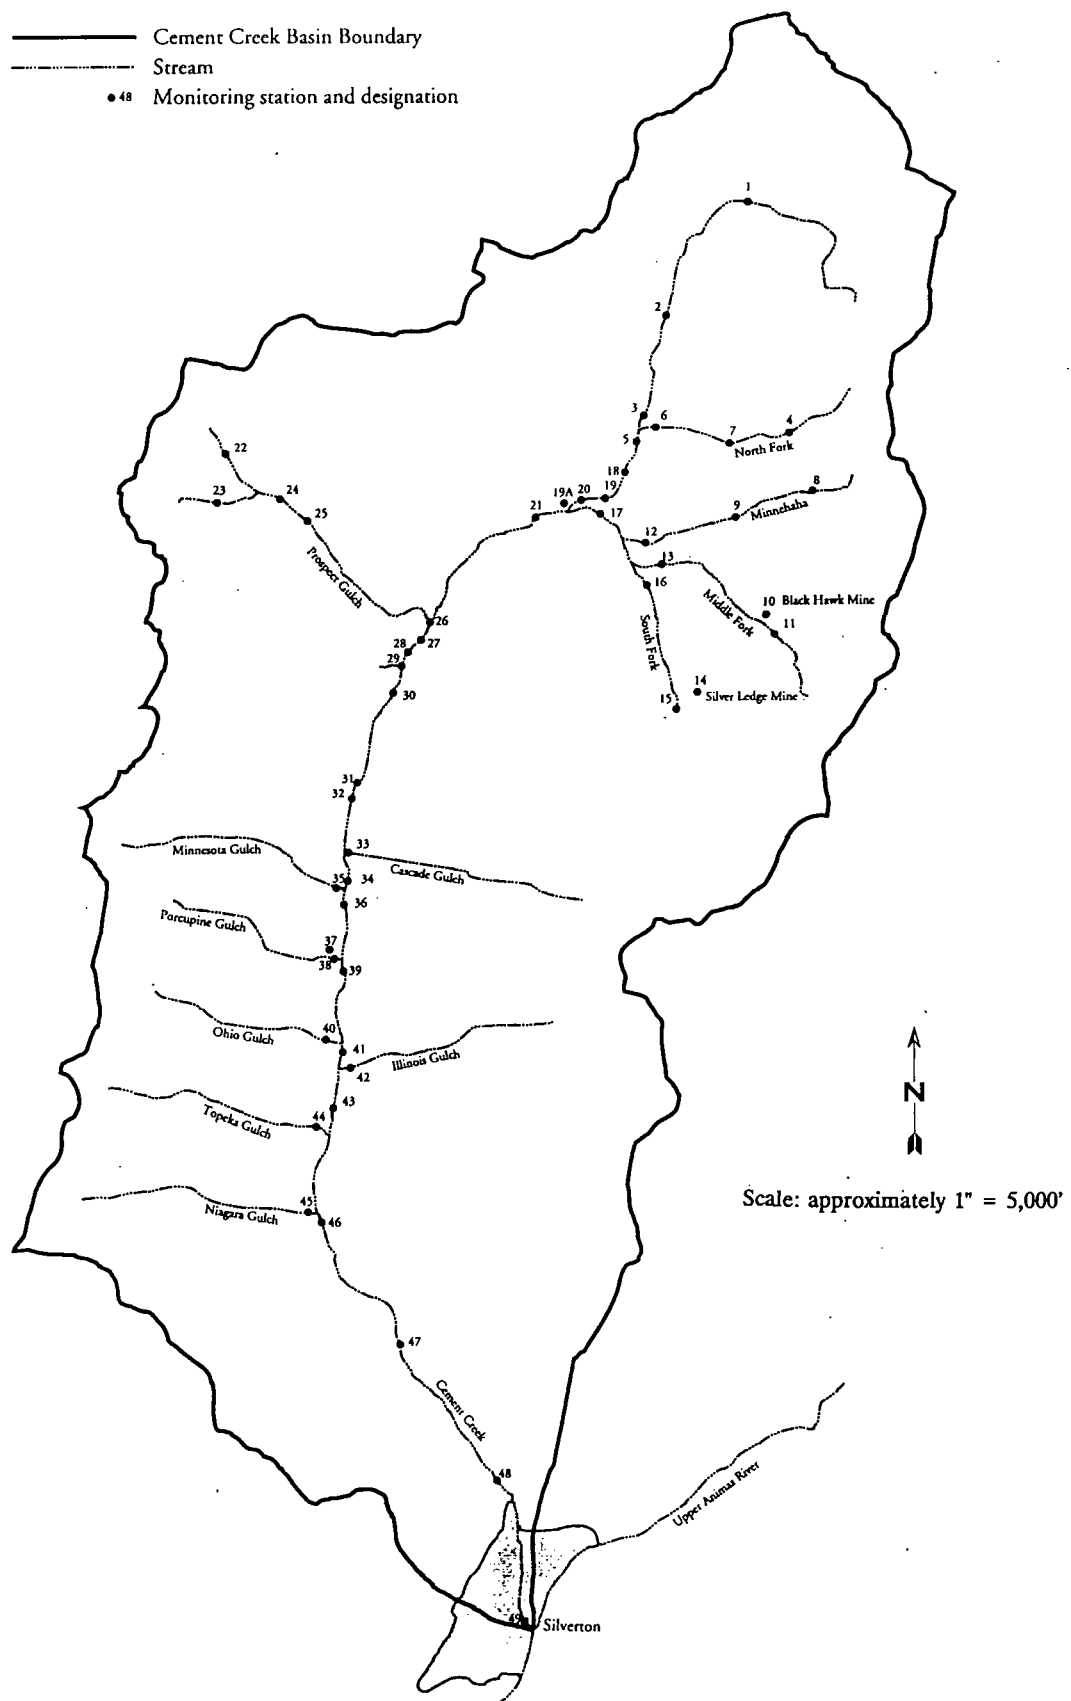 Cement Creek Basin Boundary
Stream
48 Monitoring station and designation
1
2
3
6
7
4
North Fork
5
18
8
9
Minnehaha
19A
20
19
21
17
12
22
23
24
25
Prospect Gulch
13
16
Middle Fork
10 Black Hawk Mine
11
South Fork
26
27
28
29
30
14
15
Silver Ledge Mine
31
32
33
Minnesota Gulch
Cascade Gulch
35
34
36
Porcupine Gulch
37
38
39
Ohio Gulch
40
41
42
Illinois Gulch
43
44
Topeka Gulch
N
45
46
Niagara Gulch
Scale: approximately 1" = 5,000'
47
Cement Creek
48
Upper Animas River
49
Silverton